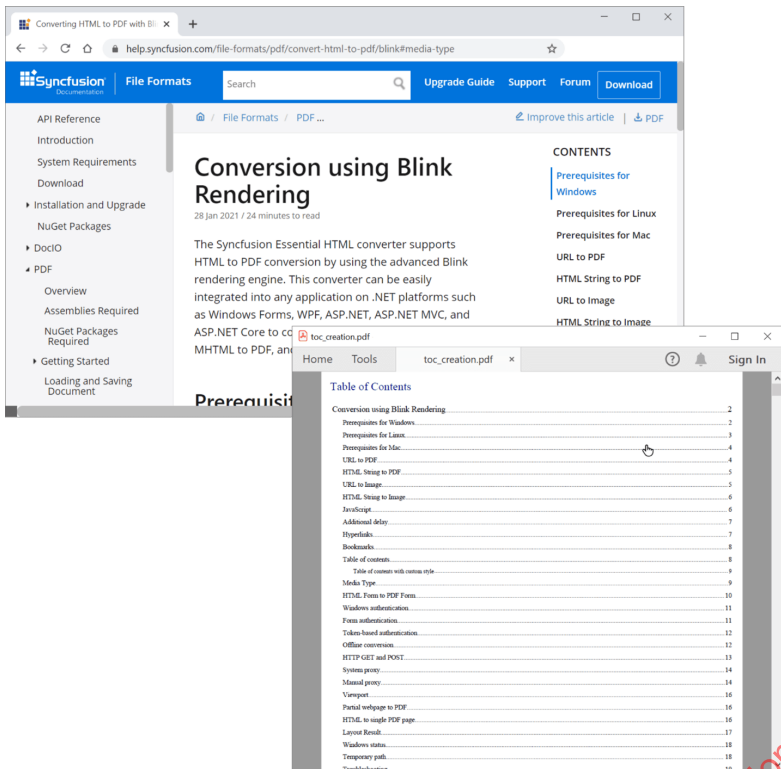 Converting HTML to PDF with Bli
help.syncfusion.com/file-formats/pdf/convert-html-to-pdf/blink#media-type
Syncfusion
Documentation
File Formats
Search
Upgrade Guide
Support
Forum
Download
API Reference
Introduction
System Requirements
Download
Installation and Upgrade
NuGet Packages
DocIO
PDF
Overview
Assemblies Required
NuGet Packages
Required
Getting Started
Loading and Saving
Document
/ File Formats / PDF ...
Improve this article | PDF
Conversion using Blink
Rendering
28 Jan 2021 / 24 minutes to read
The Syncfusion Essential HTML converter supports
HTML to PDF conversion by using the advanced Blink
rendering engine. This converter can be easily
integrated into any application on .NET platforms such
as Windows Forms, WPF, ASP.NET, ASP.NET MVC, and
ASP.NET Core to co
MHTML to PDF, an
Prerequisit
CONTENTS
Prerequisites for
Windows
Prerequisites for Linux
Prerequisites for Mac
URL to PDF
HTML String to PDF
URL to Image
HTML String to Image
toc_creation.pdf
Home Tools toc_creation.pdf × Sign In
Table of Contents
Conversion using Blink Rendering 2
Prerequisites for Windows 2
Prerequisites for Linux 3
Prerequisites for Mac 4
URL to PDF 4
HTML String to PDF 5
URL to Image 5
HTML String to Image 6
JavaScript 6
Additional delay 7
Hyperlinks 7
Bookmarks 8
Table of contents 8
Table of contents with custom style 9
Media Type 9
HTML Form to PDF Form 10
Windows authentication 11
Form authentication 11
Token-based authentication 12
Offline conversion 12
HTTP GET and POST 13
System proxy 14
Manual proxy 14
Viewport 16
Partial webpage to PDF 16
HTML to single PDF page 16
Layout Result 17
Windows status 18
Temporary path 18